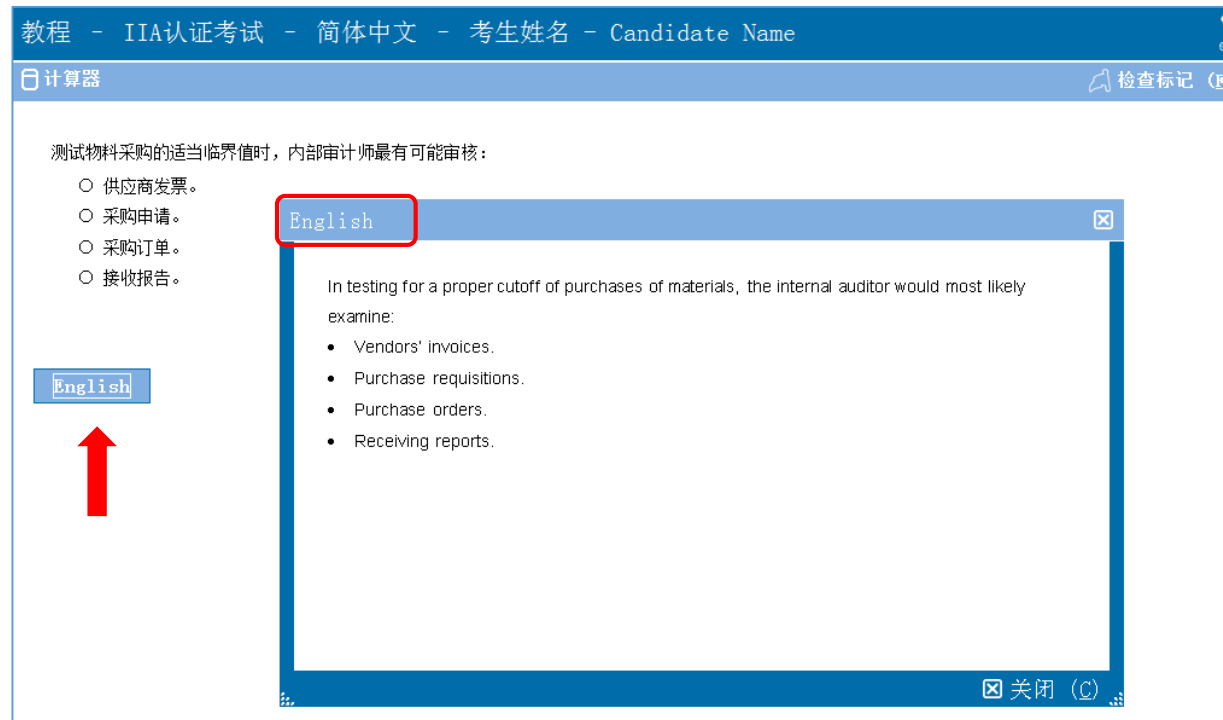 教程 - IIA认证考试 - 简体中文 - 考生姓名 - Candidate Name
计算器
检查标记 (
测试物料采购的适当临界值时，内部审计师最有可能审核：
供应商发票。
采购申请。
采购订单。
接收报告。
English
English
In testing for a proper cutoff of purchases of materials, the internal auditor would most likely
examine:
• Vendors' invoices.
• Purchase requisitions.
• Purchase orders.
• Receiving reports.
关闭 (C)